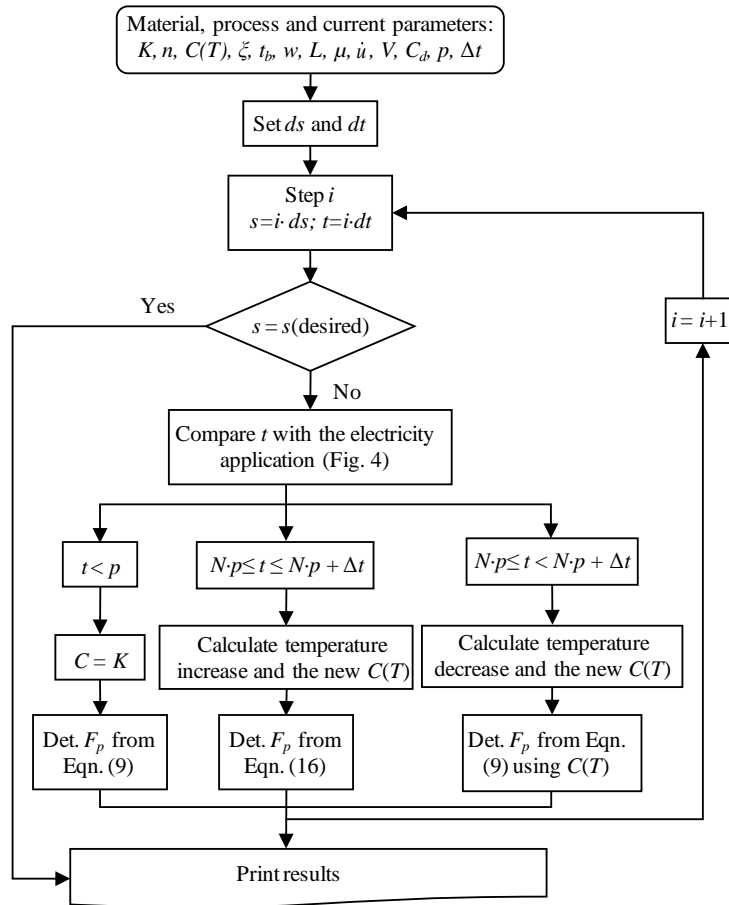 Material, process and current parameters:
K, n, C(T), ξ, t_b, w, L, μ, u̇, V, C_d, p, Δt
Set ds and dt
Step i
s=i· ds; t=i·dt
Yes
s = s(desired)
i = i+1
No
Compare t with the electricity
application (Fig. 4)
t < p
N·p≤ t ≤ N·p + Δt
N·p≤ t < N·p + Δt
C = K
Calculate temperature
increase and the new C(T)
Calculate temperature
decrease and the new C(T)
Det. F_p from
Eqn. (9)
Det. F_p from
Eqn. (16)
Det. F_p from Eqn.
(9) using C(T)
Print results